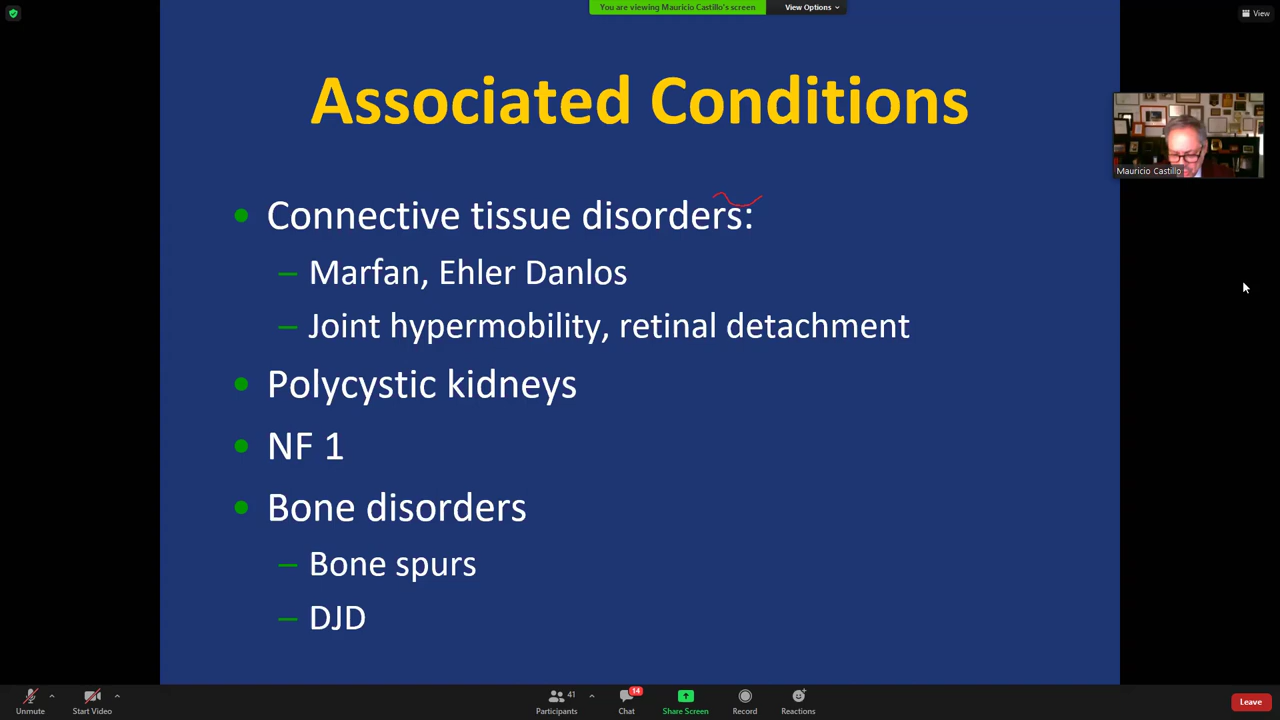 You are viewing Mauricio Castillo's screen
View Options
View
Associated Conditions
Mauricio Castillo
• Connective tissue disorders:
– Marfan, Ehler Danlos
– Joint hypermobility, retinal detachment
• Polycystic kidneys
• NF 1
• Bone disorders
– Bone spurs
– DJD
Unmute
Start Video
41
Participants
14
Chat
Share Screen
Record
Reactions
Leave